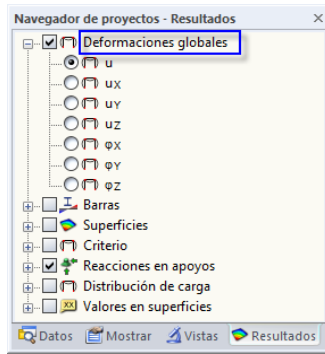 Navegador de proyectos - Resultados
Deformaciones globales
u
uX
uY
uZ
φX
φY
φZ
Barras
Superficies
Criterio
Reacciones en apoyos
Distribución de carga
xx Valores en superficies
Datos Mostrar Vistas Resultados